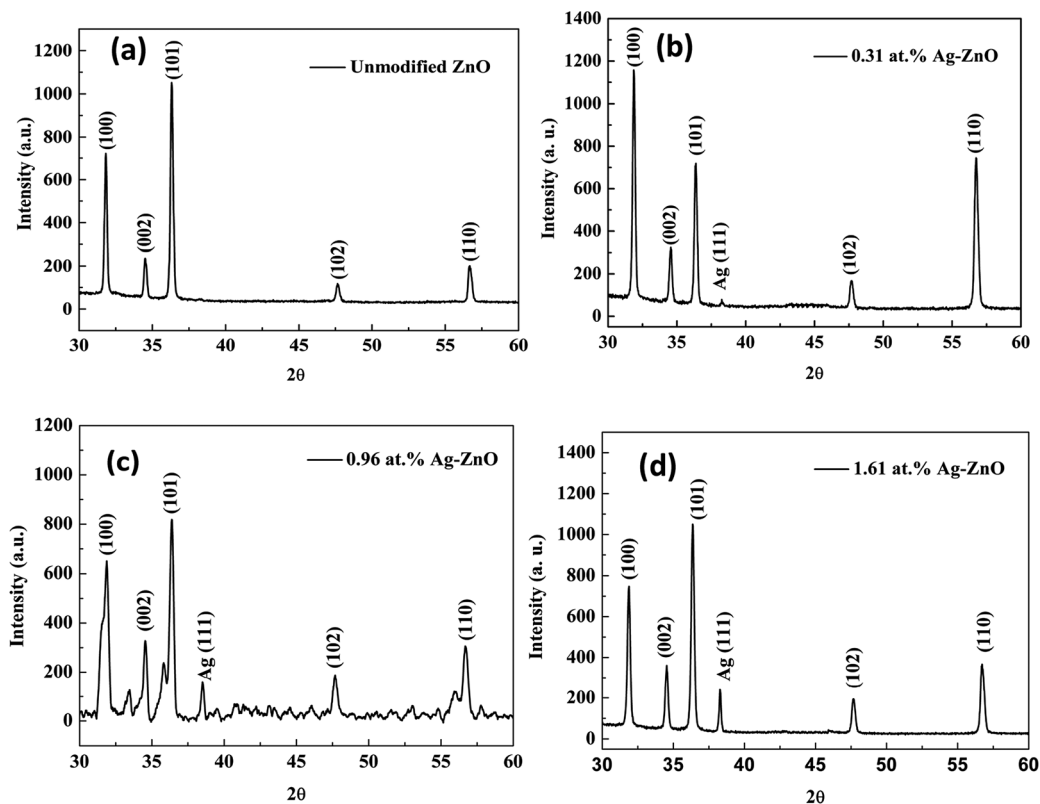 (a)
Unmodified ZnO
(100)
(002)
(101)
(102)
(110)
Intensity (a.u.)
1200
1000
800
600
400
200
0
30 35 40 45 50 55 60
2θ
(b)
0.31 at.% Ag-ZnO
(100)
(002)
(101)
Ag (111)
(102)
(110)
Intensity (a. u.)
1400
1200
1000
800
600
400
200
0
30 35 40 45 50 55 60
2θ
(c)
0.96 at.% Ag-ZnO
(100)
(002)
(101)
Ag (111)
(102)
(110)
Intensity (a.u.)
1200
1000
800
600
400
200
0
30 35 40 45 50 55 60
2θ
(d)
1.61 at.% Ag-ZnO
(100)
(002)
(101)
Ag (111)
(102)
(110)
Intensity (a. u.)
1400
1200
1000
800
600
400
200
0
30 35 40 45 50 55 60
2θ